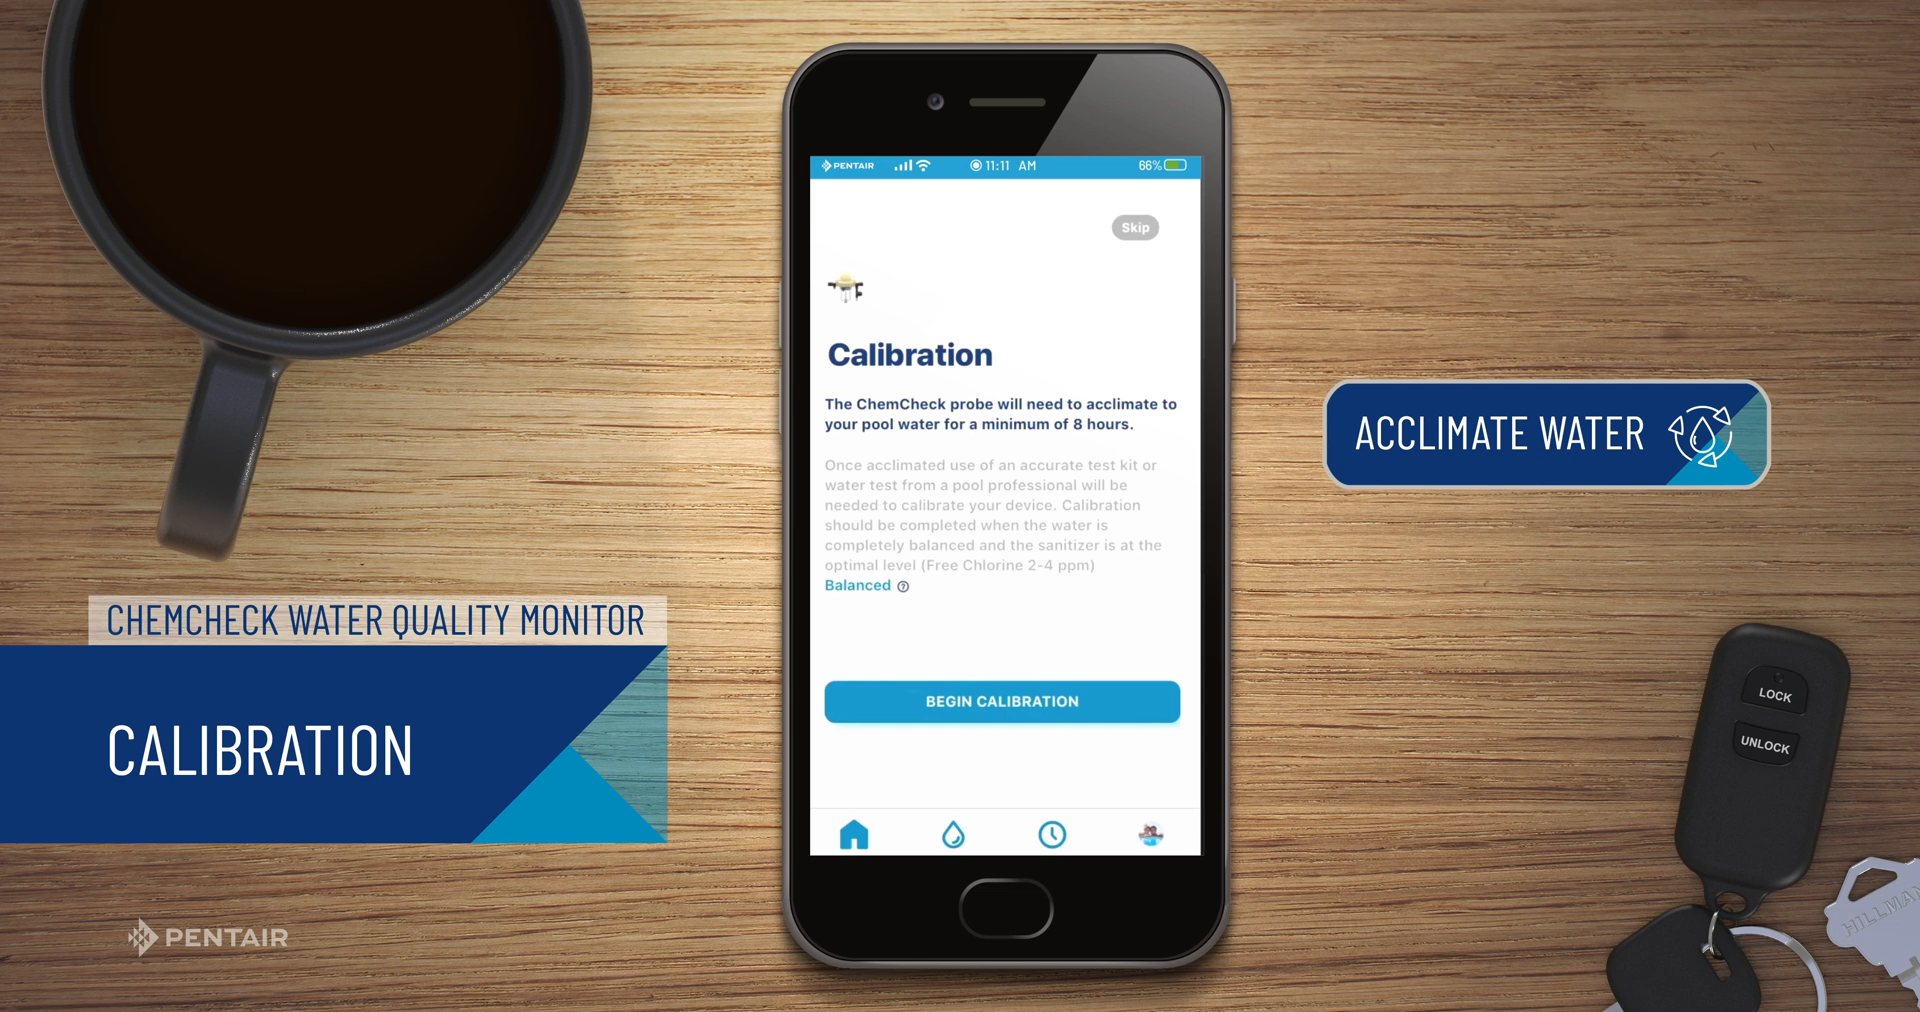 PENTAIR 11:11 AM 66%
Skip
Calibration
The ChemCheck probe will need to acclimate to
your pool water for a minimum of 8 hours.
Once acclimated use of an accurate test kit or
water test from a pool professional will be
needed to calibrate your device. Calibration
should be completed when the water is
completely balanced and the sanitizer is at the
optimal level (Free Chlorine 2-4 ppm)
Balanced ?
BEGIN CALIBRATION
ACCLIMATE WATER
CHEMCHECK WATER QUALITY MONITOR
CALIBRATION
PENTAIR
LOCK
UNLOCK